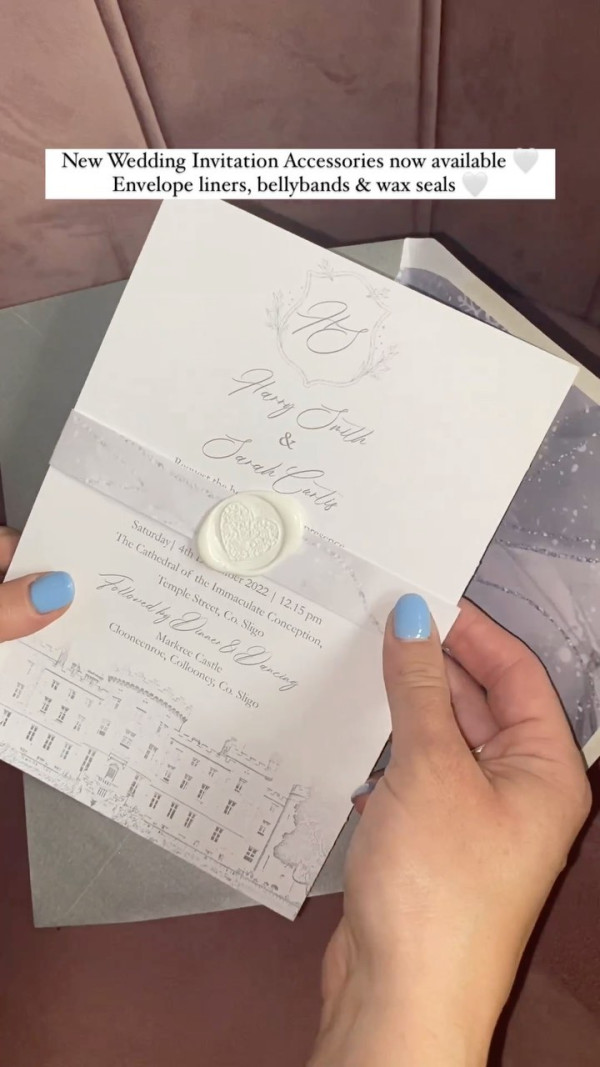 New Wedding Invitation Accessories now available 🤍
Envelope liners, bellybands & wax seals 🤍
HS
Harry Smith
&
Sarah Curtis
Saturday | 4th 2022 | 12.15 pm
The Cathedral of the Immaculate Conception,
Temple Street, Co. Sligo
Followed by Dinner & Dancing
Markree Castle
Clooneenroe, Collooney, Co. Sligo